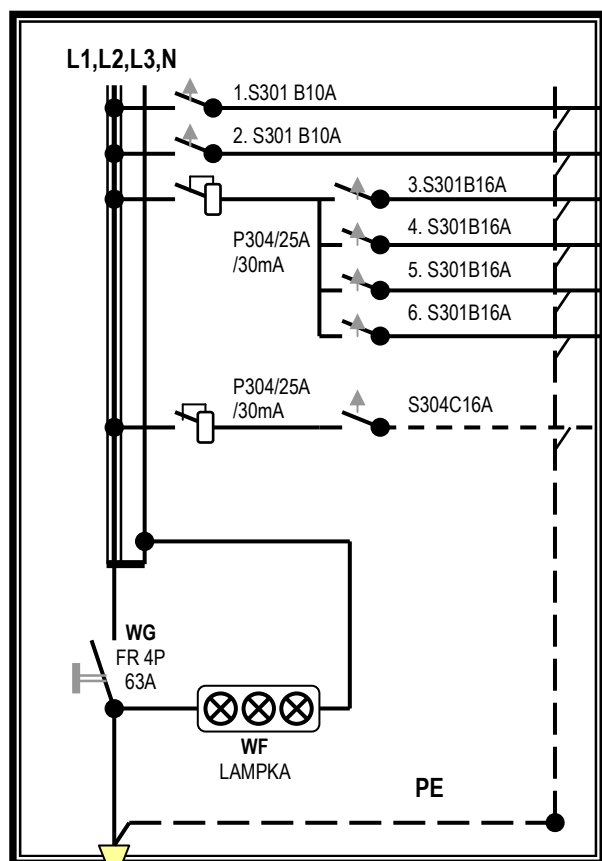 L1,L2,L3,N
1.S301 B10A
2. S301 B10A
3.S301B16A
P304/25A
/30mA
4. S301B16A
5. S301B16A
6. S301B16A
P304/25A
/30mA
S304C16A
WG
FR 4P
63A
WF
LAMPKA
PE